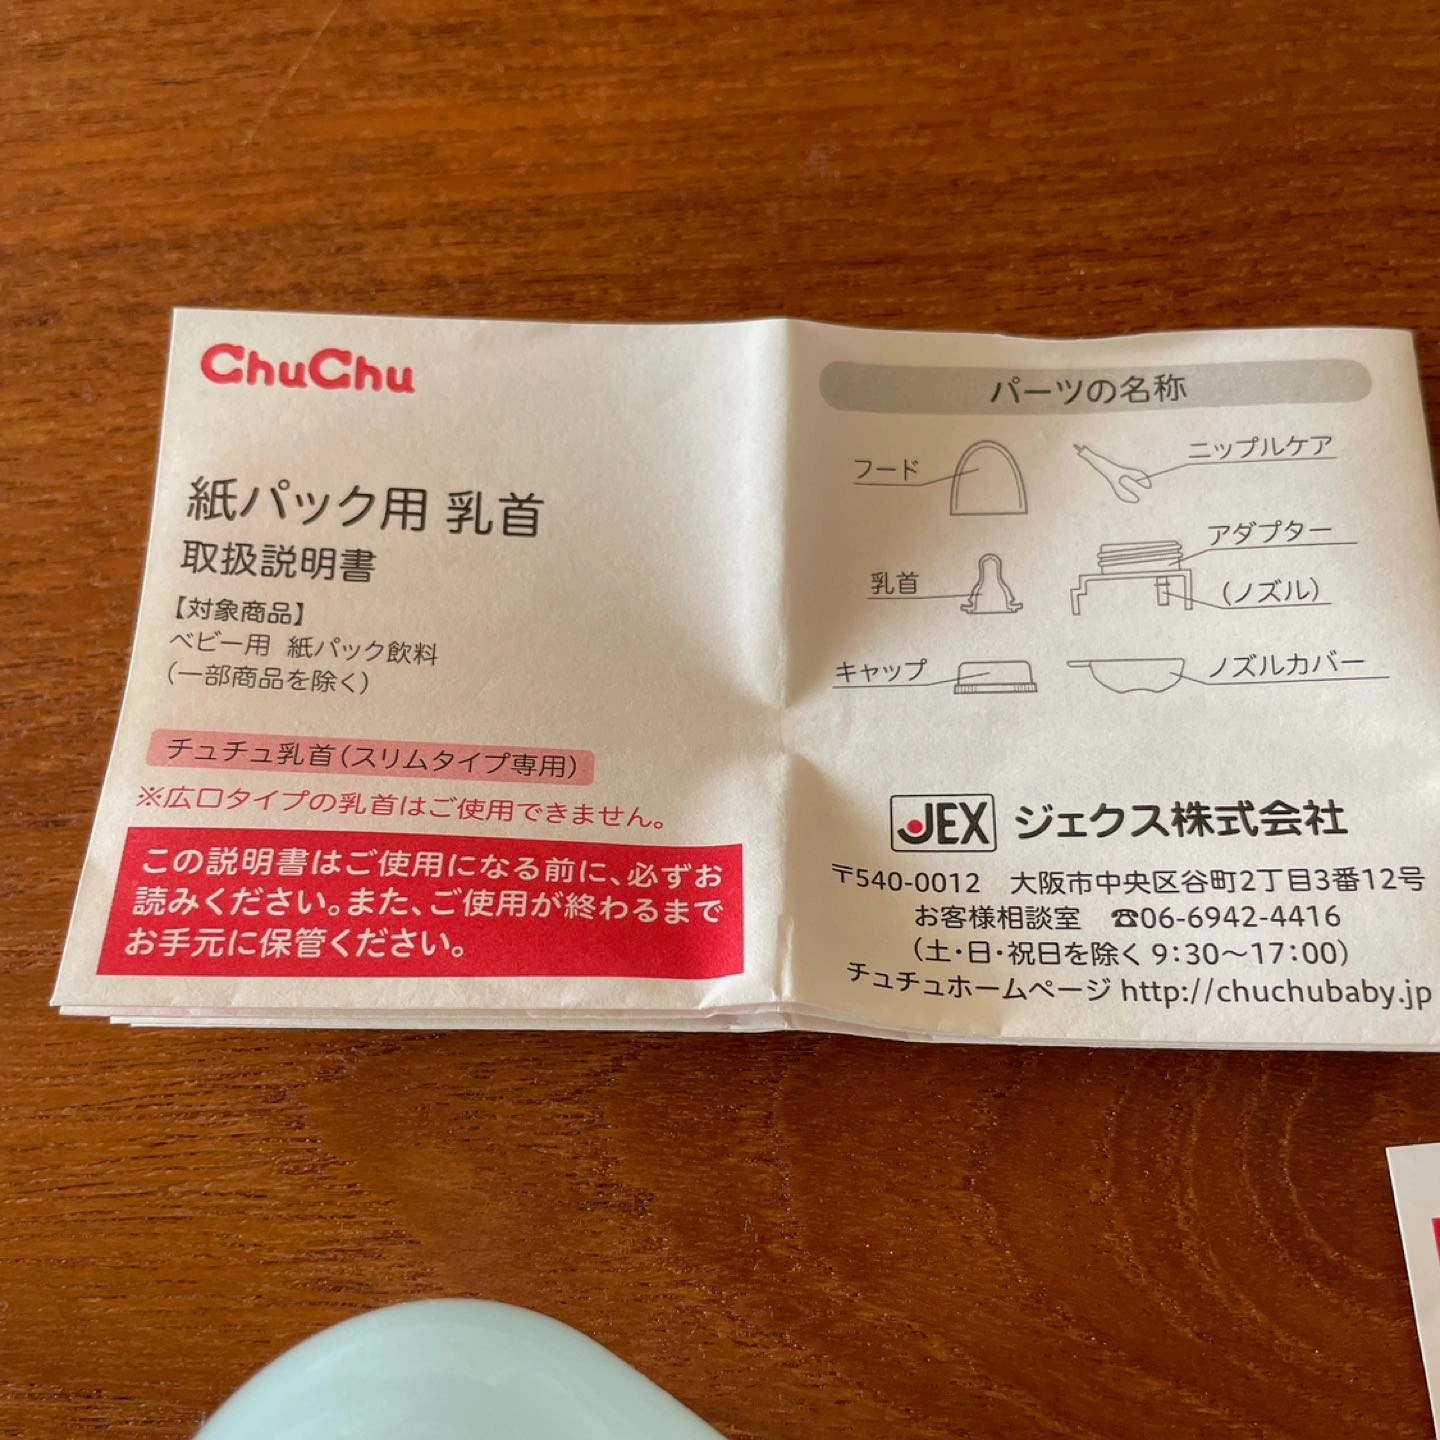 ChuChu
紙パック用 乳首
取扱説明書
【対象商品】
ベビー用 紙パック飲料
(一部商品を除く)
チュチュ乳首(スリムタイプ専用)
※広口タイプの乳首はご使用できません。
この説明書はご使用になる前に、必ずお
読みください。また、ご使用が終わるまで
お手元に保管ください。
パーツの名称
フード
ニップルケア
乳首
アダプター
(ノズル)
キャップ
ノズルカバー
JEX ジェクス株式会社
〒540-0012 大阪市中央区谷町2丁目3番12号
お客様相談室 ☎06-6942-4416
(土・日・祝日を除く 9:30〜17:00)
チュチュホームページ http://chuchubaby.jp